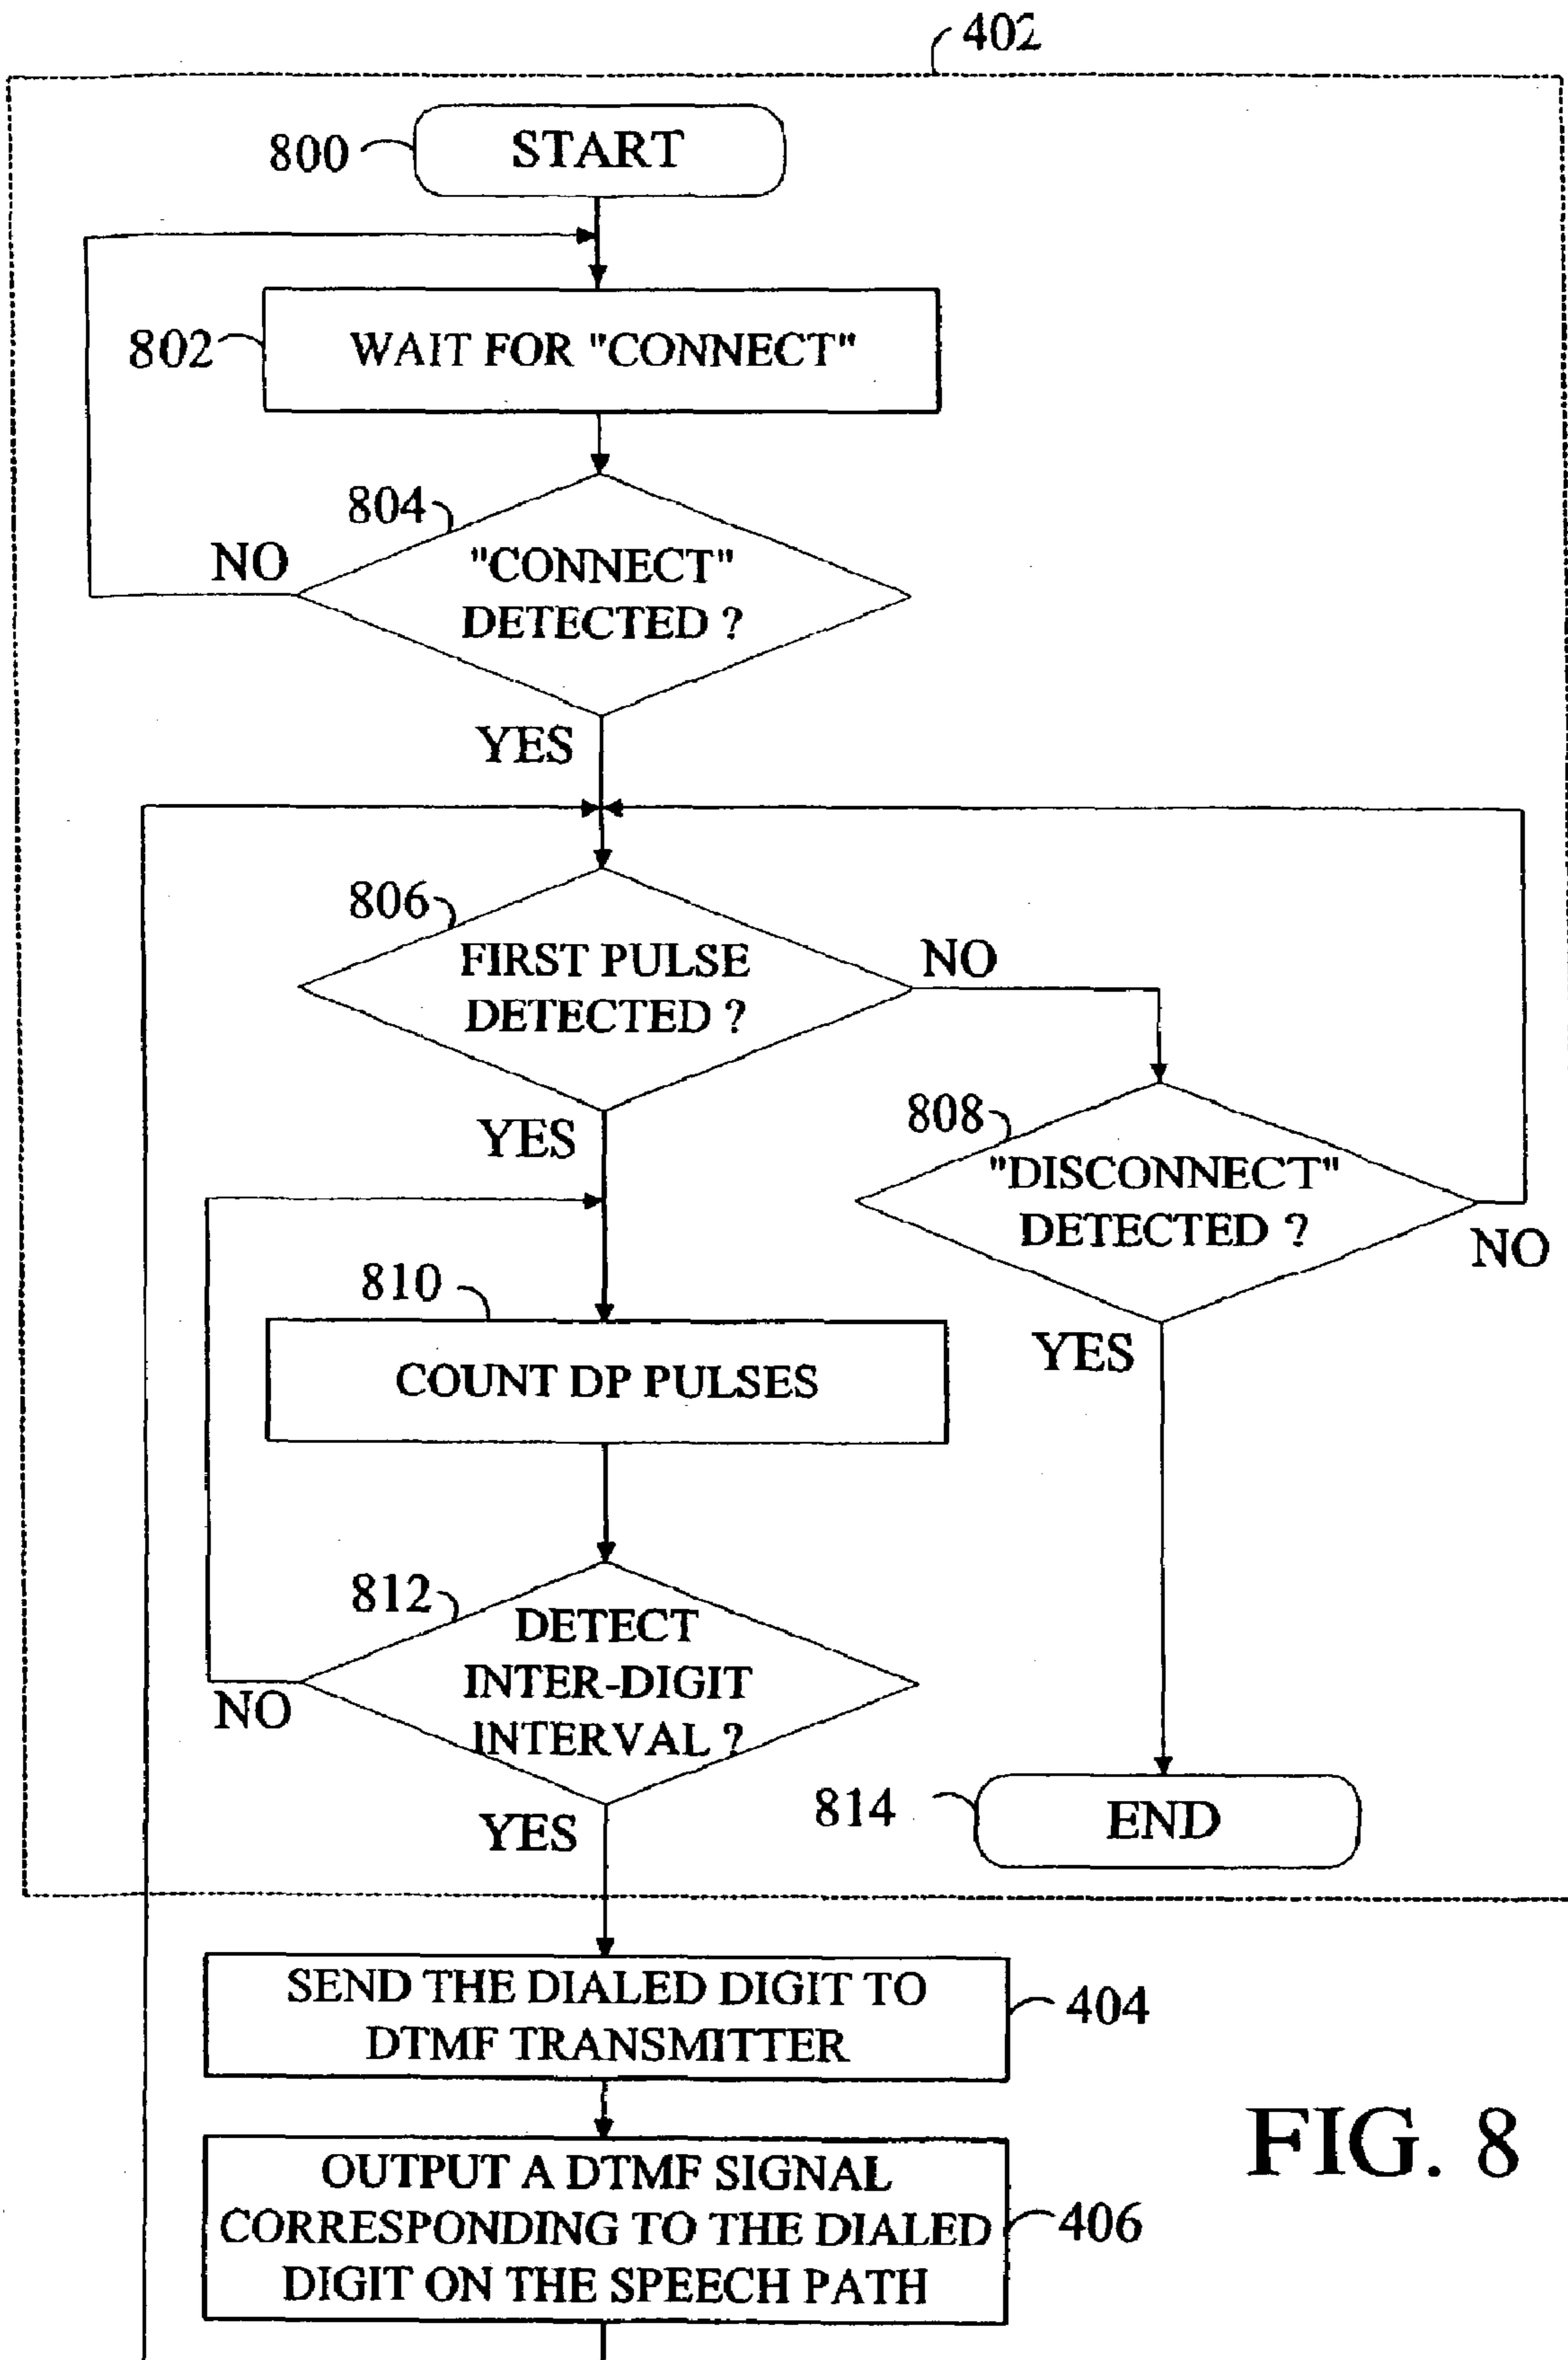 402
800
START
802
WAIT FOR "CONNECT"
804
NO
"CONNECT"
DETECTED ?
YES
806
FIRST PULSE
DETECTED ?
NO
YES
808
"DISCONNECT"
DETECTED ?
NO
YES
810
COUNT DP PULSES
812
DETECT
INTER-DIGIT
INTERVAL ?
NO
YES
814
END
SEND THE DIALED DIGIT TO
DTMF TRANSMITTER
404
OUTPUT A DTMF SIGNAL
CORRESPONDING TO THE DIALED
DIGIT ON THE SPEECH PATH
406
FIG. 8